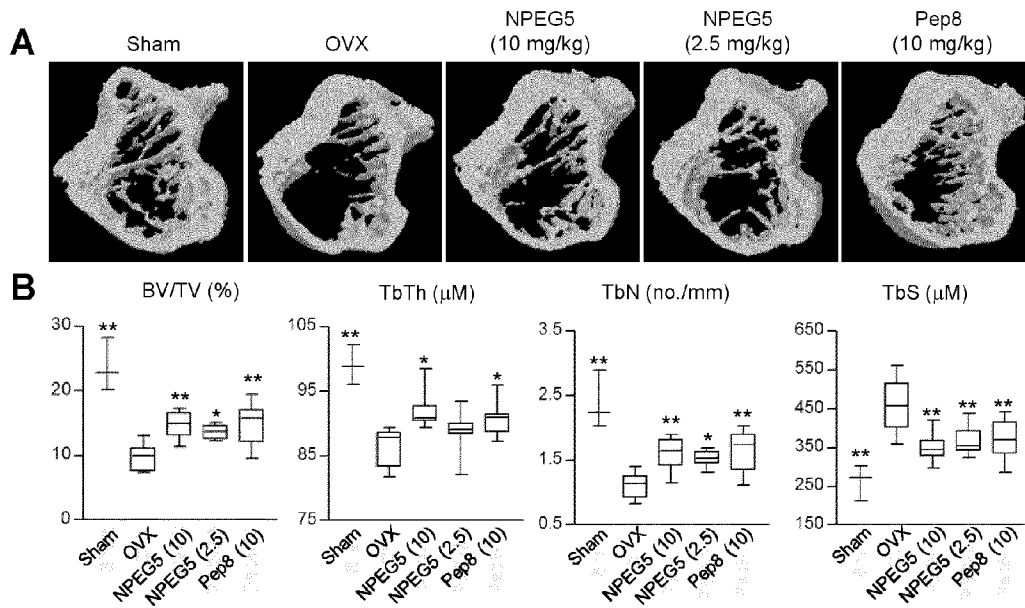 A
Sham
OVX
NPEG5
(10 mg/kg)
NPEG5
(2.5 mg/kg)
Pep8
(10 mg/kg)
B
BV/TV (%)
30
20
10
0
**
**
*
**
Sham
OVX
NPEG5 (10)
NPEG5 (2.5)
Pep8 (10)
TbTh (μM)
105
95
85
75
**
*
*
Sham
OVX
NPEG5 (10)
NPEG5 (2.5)
Pep8 (10)
TbN (no./mm)
3.5
2.5
1.5
0.5
**
**
*
**
Sham
OVX
NPEG5 (10)
NPEG5 (2.5)
Pep8 (10)
TbS (μM)
650
550
450
350
250
150
**
**
**
**
Sham
OVX
NPEG5 (10)
NPEG5 (2.5)
Pep8 (10)